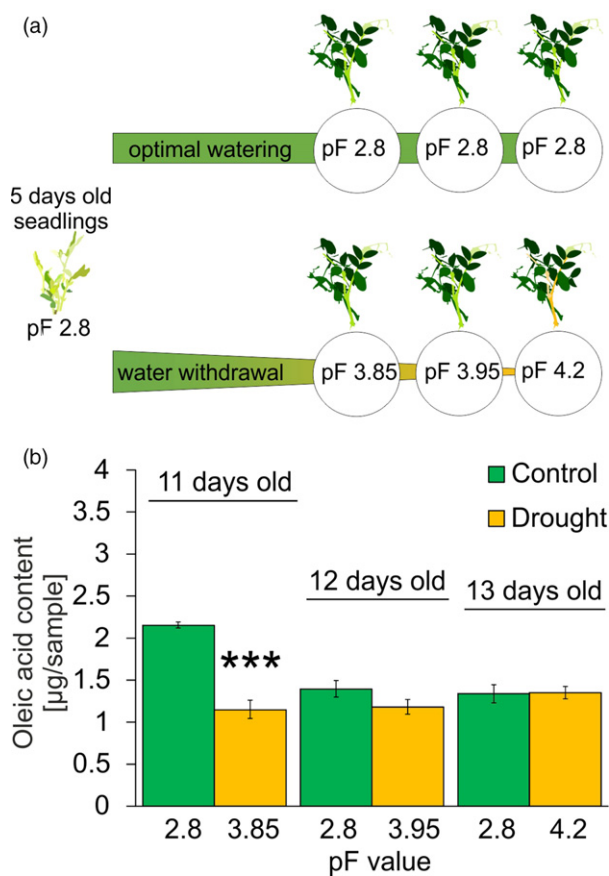 (a)
optimal watering
pF 2.8
pF 2.8
pF 2.8
5 days old
seedlings
pF 2.8
water withdrawal
pF 3.85
pF 3.95
pF 4.2
(b)
Oleic acid content
[µg/sample]
4
3.5
3
2.5
2
1.5
1
0.5
0
11 days old
12 days old
13 days old
Control
Drought
***
2.8 3.85 2.8 3.95 2.8 4.2
pF value